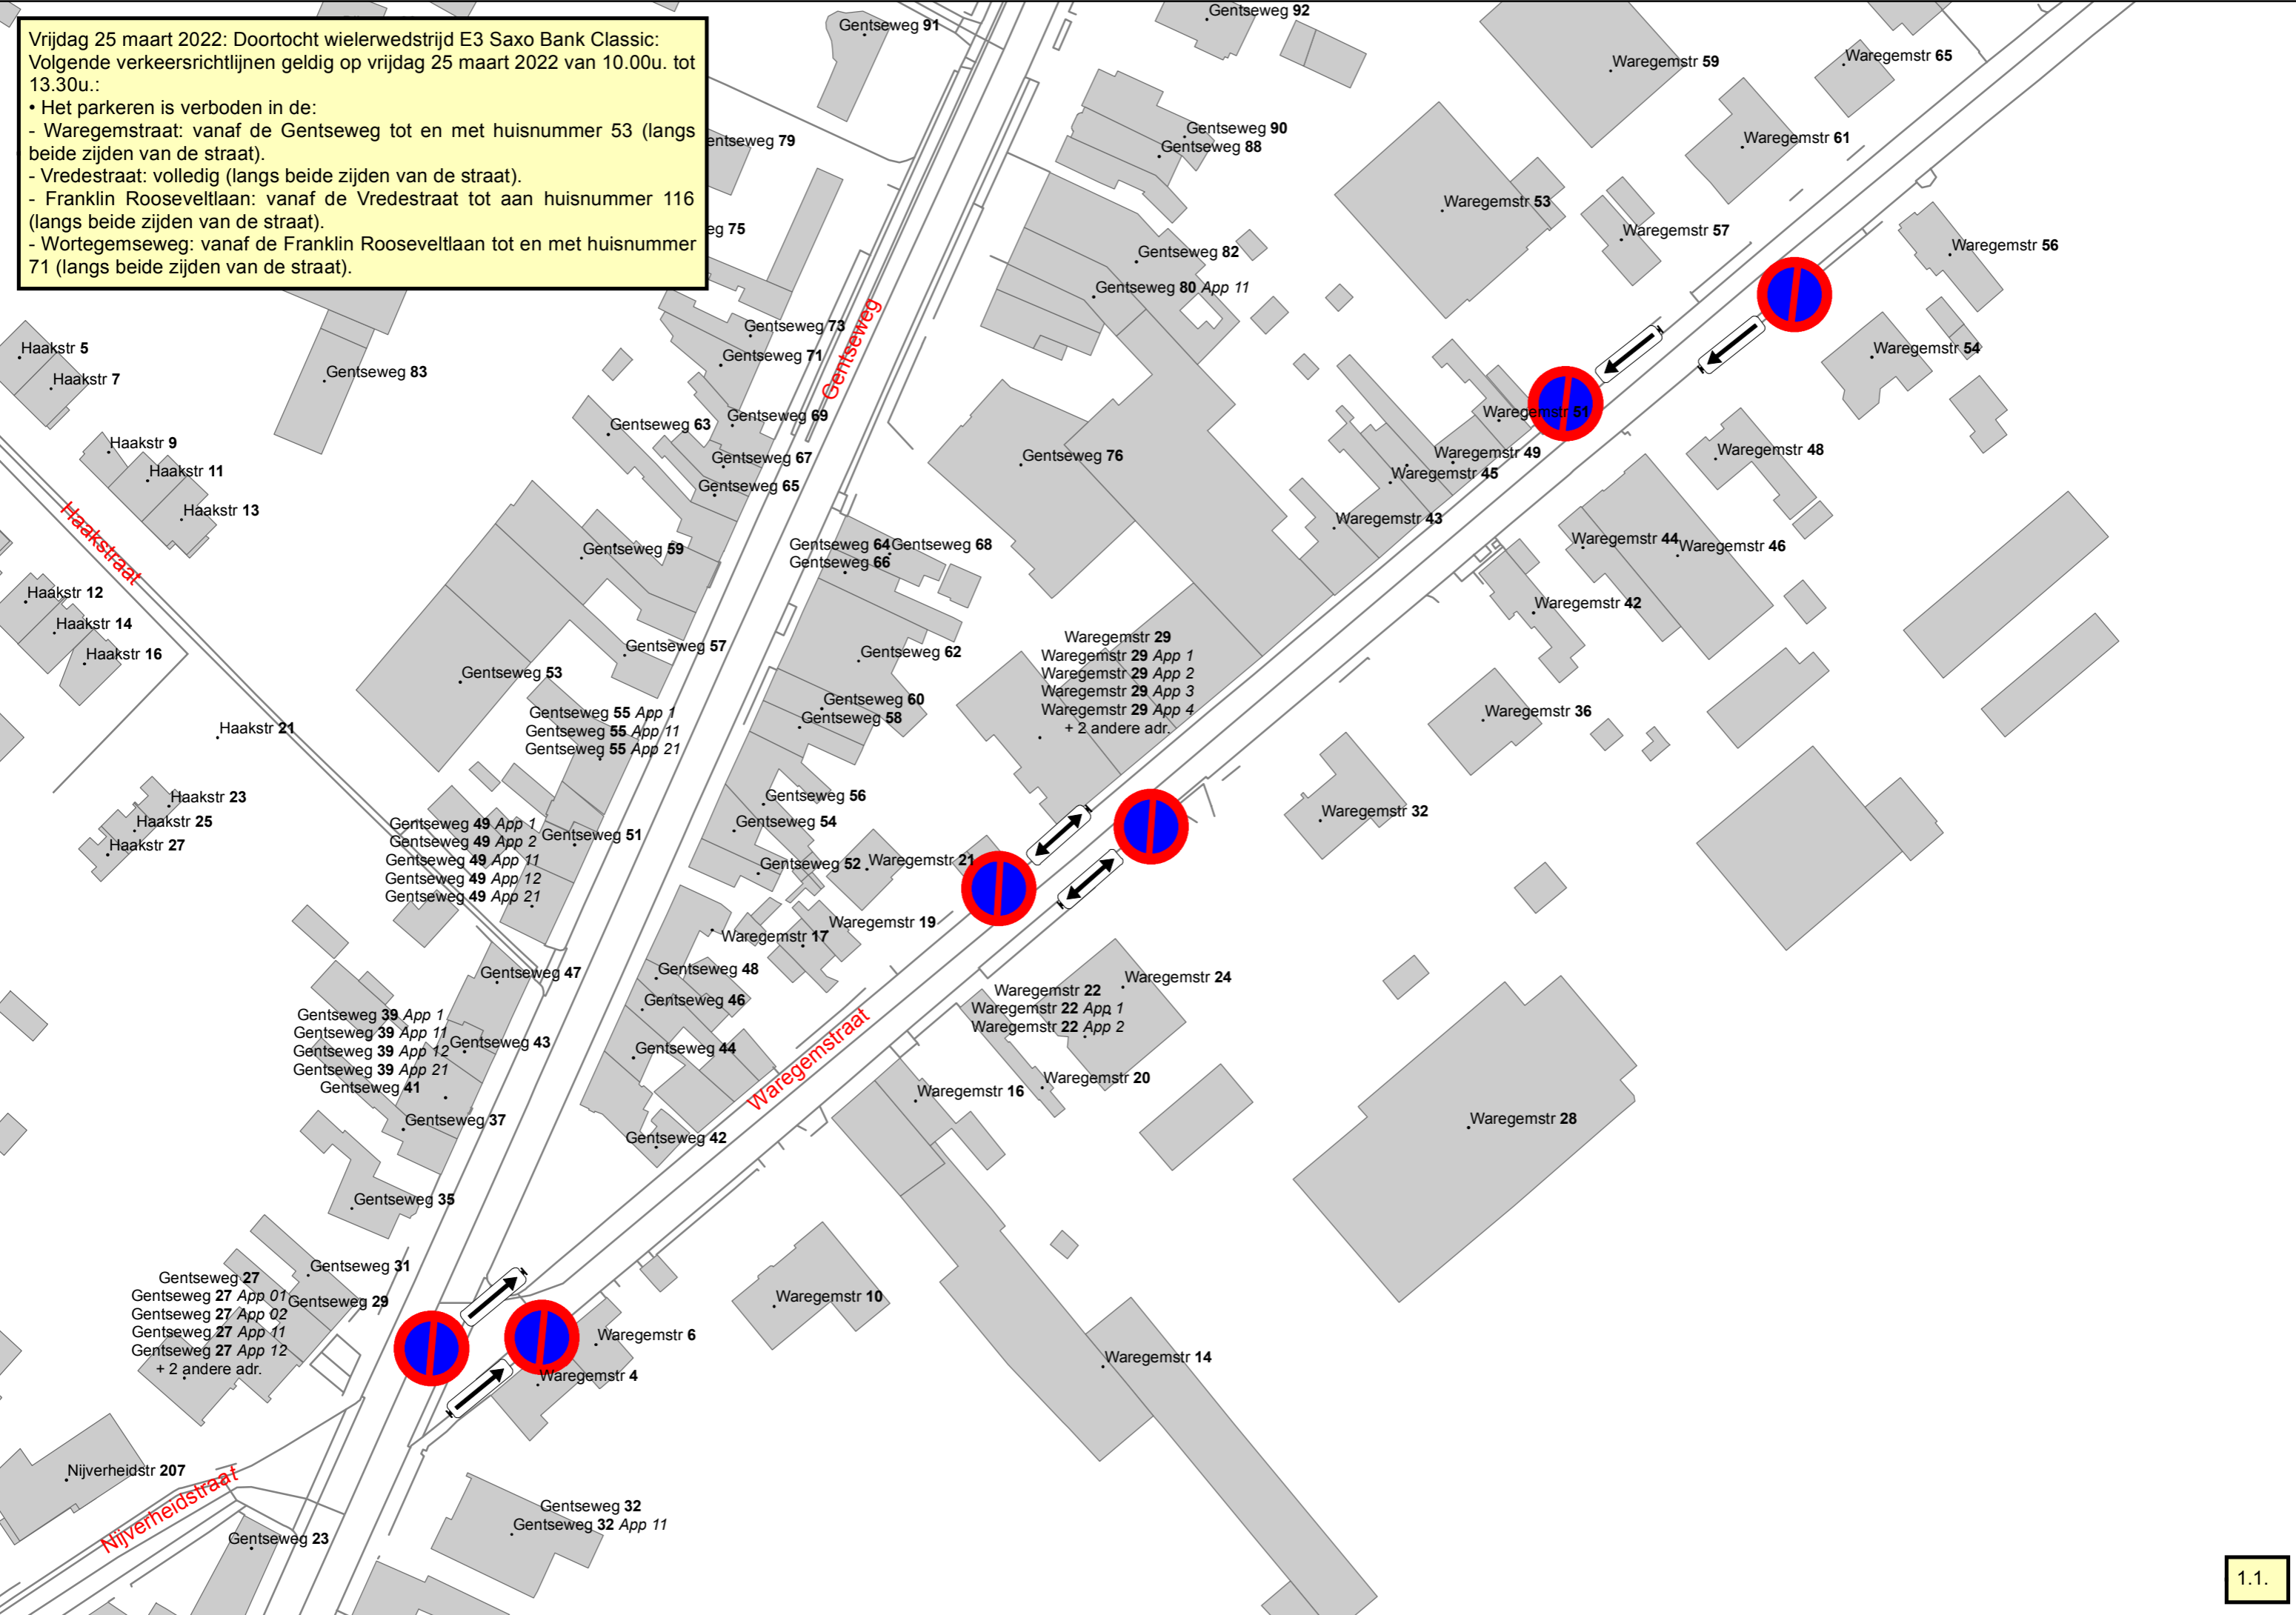 Vrijdag 25 maart 2022: Doortocht wielerwedstrijd E3 Saxo Bank Classic:
Volgende verkeersrichtlijnen geldig op vrijdag 25 maart 2022 van 10.00u. tot
13.30u.:
• Het parkeren is verboden in de:
- Waregemstraat: vanaf de Gentseweg tot en met huisnummer 53 (langs
beide zijden van de straat).
- Vredestraat: volledig (langs beide zijden van de straat).
- Franklin Rooseveltlaan: vanaf de Vredestraat tot aan huisnummer 116
(langs beide zijden van de straat).
- Wortegemseweg: vanaf de Franklin Rooseveltlaan tot en met huisnummer
71 (langs beide zijden van de straat).
Gentseweg 91
Gentseweg 92
Waregemstr 59
Waregemstr 65
entseweg 79
Gentseweg 90
Gentseweg 88
Waregemstr 61
Waregemstr 53
Waregemstr 57
eg 75
Gentseweg 82
Waregemstr 56
Gentseweg 80 App 11
Gentseweg 73
Gentseweg 71
Gentseweg
Haakstr 5
Haakstr 7
Gentseweg 83
Waregemstr 54
Gentseweg 69
Gentseweg 63
Waregemstr 51
Haakstr 9
Haakstr 11
Haakstr 13
Gentseweg 67
Gentseweg 65
Gentseweg 76
Waregemstr 49
Waregemstr 45
Waregemstr 48
Waregemstr 43
Haakstraat
Gentseweg 59
Gentseweg 64
Gentseweg 68
Gentseweg 66
Waregemstr 44
Waregemstr 46
Haakstr 12
Haakstr 14
Haakstr 16
Waregemstr 42
Gentseweg 57
Gentseweg 62
Waregemstr 29
Waregemstr 29 App 1
Waregemstr 29 App 2
Waregemstr 29 App 3
Waregemstr 29 App 4
+ 2 andere adr.
Gentseweg 53
Gentseweg 60
Gentseweg 58
Waregemstr 36
Gentseweg 55 App 1
Gentseweg 55 App 11
Gentseweg 55 App 21
Haakstr 21
Haakstr 23
Haakstr 25
Haakstr 27
Gentseweg 56
Gentseweg 54
Waregemstr 32
Gentseweg 49 App 1
Gentseweg 49 App 2
Gentseweg 49 App 11
Gentseweg 49 App 12
Gentseweg 49 App 21
Gentseweg 51
Gentseweg 52
Waregemstr 21
Waregemstr 19
Waregemstr 17
Gentseweg 47
Gentseweg 48
Gentseweg 46
Waregemstr 24
Waregemstr 22
Waregemstr 22 App 1
Waregemstr 22 App 2
Gentseweg 39 App 1
Gentseweg 39 App 11
Gentseweg 39 App 12
Gentseweg 39 App 21
Gentseweg 41
Gentseweg 43
Gentseweg 44
Waregemstraat
Waregemstr 20
Waregemstr 16
Gentseweg 37
Gentseweg 42
Waregemstr 28
Gentseweg 35
Gentseweg 31
Gentseweg 27
Gentseweg 27 App 01
Gentseweg 27 App 02
Gentseweg 27 App 11
Gentseweg 27 App 12
+ 2 andere adr.
Gentseweg 29
Waregemstr 10
Waregemstr 6
Waregemstr 4
Waregemstr 14
Nijverheidstr 207
Nijverheidstraat
Gentseweg 32
Gentseweg 32 App 11
Gentseweg 23
1.1.